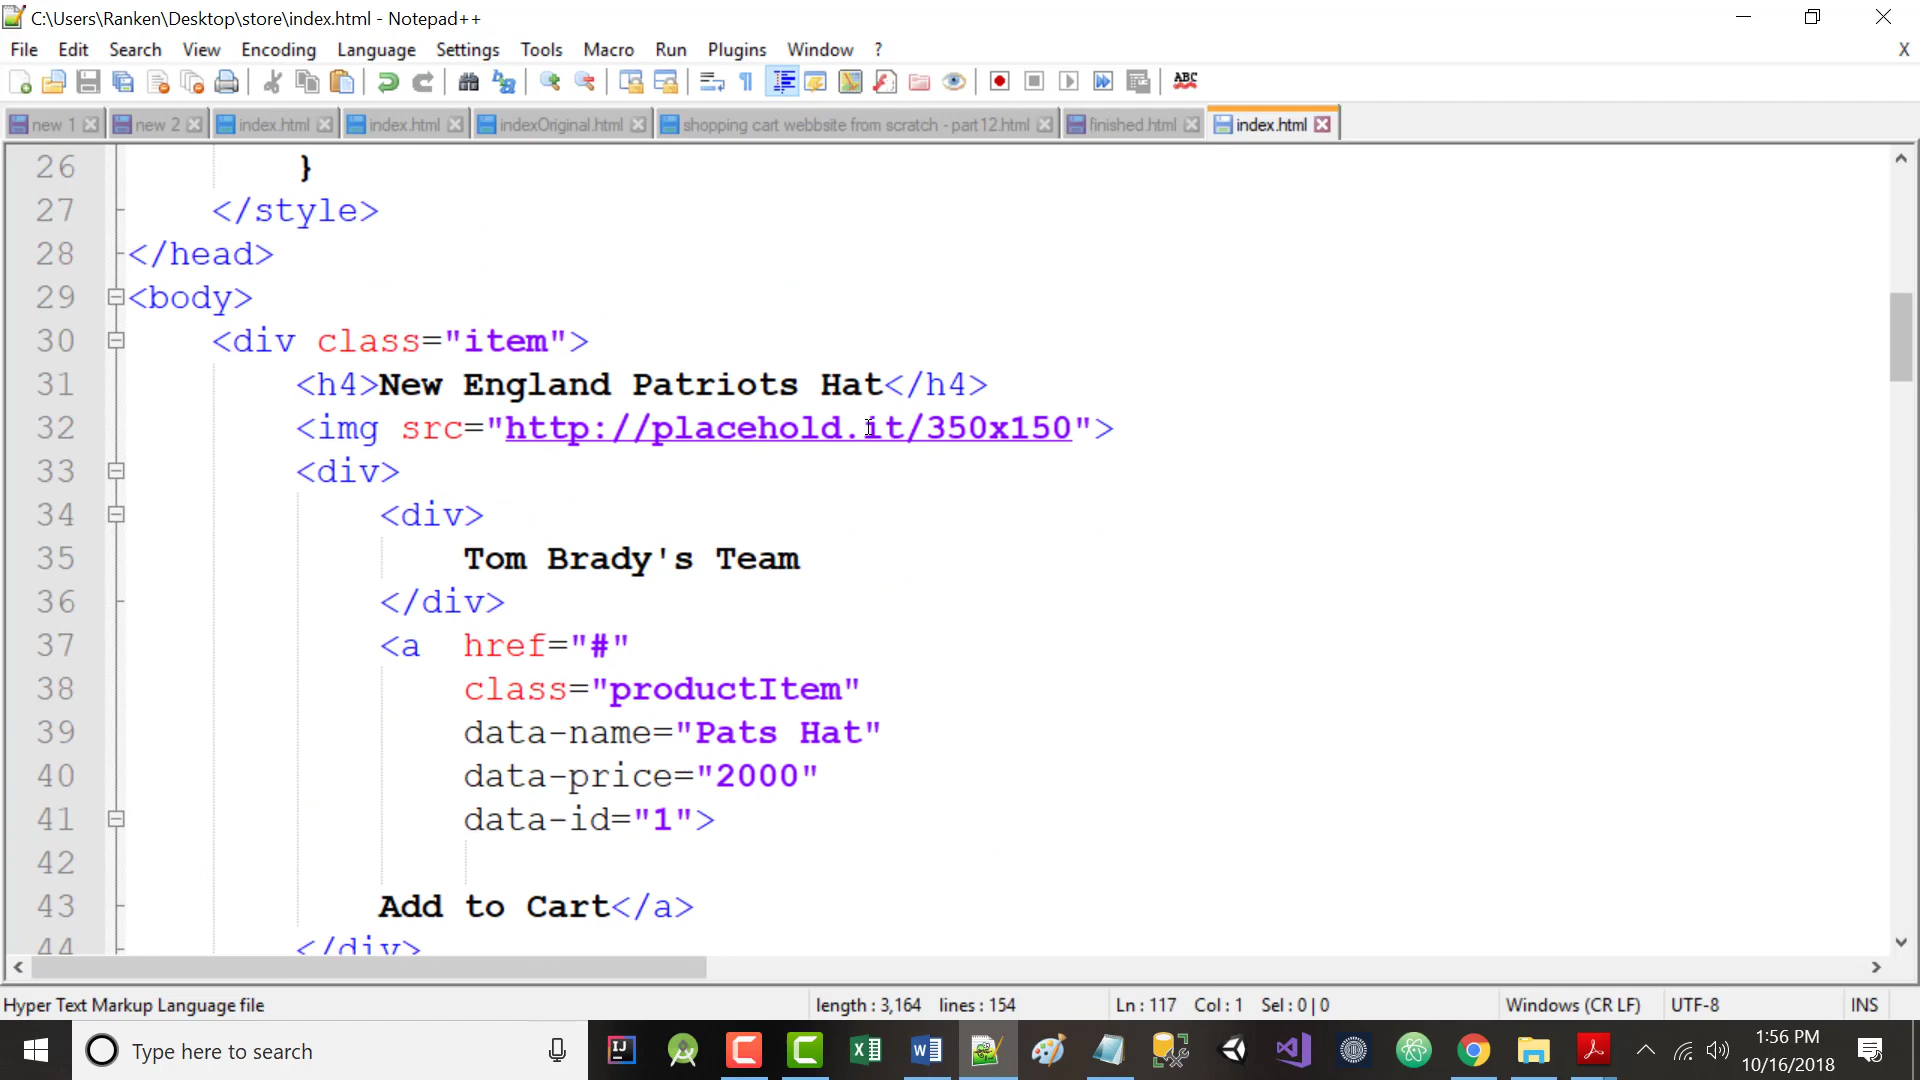 C:\Users\Ranken\Desktop\store\index.html - Notepad++
File Edit Search View Encoding Language Settings Tools Macro Run Plugins Window ? X
ABC
new 1 new 2 index.html index.html indexOriginal.html shopping cart webbsite from scratch - part12.html finished.html index.html
26 }
27 </style>
28 </head>
29 <body>
30 <div class="item">
31 <h4>New England Patriots Hat</h4>
32 <img src="http://placehold.it/350x150">
33 <div>
34 <div>
35 Tom Brady's Team
36 </div>
37 <a href="#"
38 class="productItem"
39 data-name="Pats Hat"
40 data-price="2000"
41 data-id="1">
42
43 Add to Cart</a>
44 </div>
Hyper Text Markup Language file length : 3,164 lines : 154 Ln : 117 Col : 1 Sel : 0 | 0 Windows (CR LF) UTF-8 INS
Type here to search
1:56 PM
10/16/2018